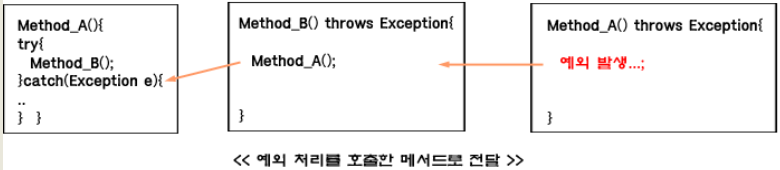 Method_A(){
try{
Method_B();
}catch(Exception e){
..
} }
Method_B() throws Exception{
Method_A();
}
Method_A() throws Exception{
예외 발생...;
}
<< 예외 처리를 호출한 메서드로 전달 >>